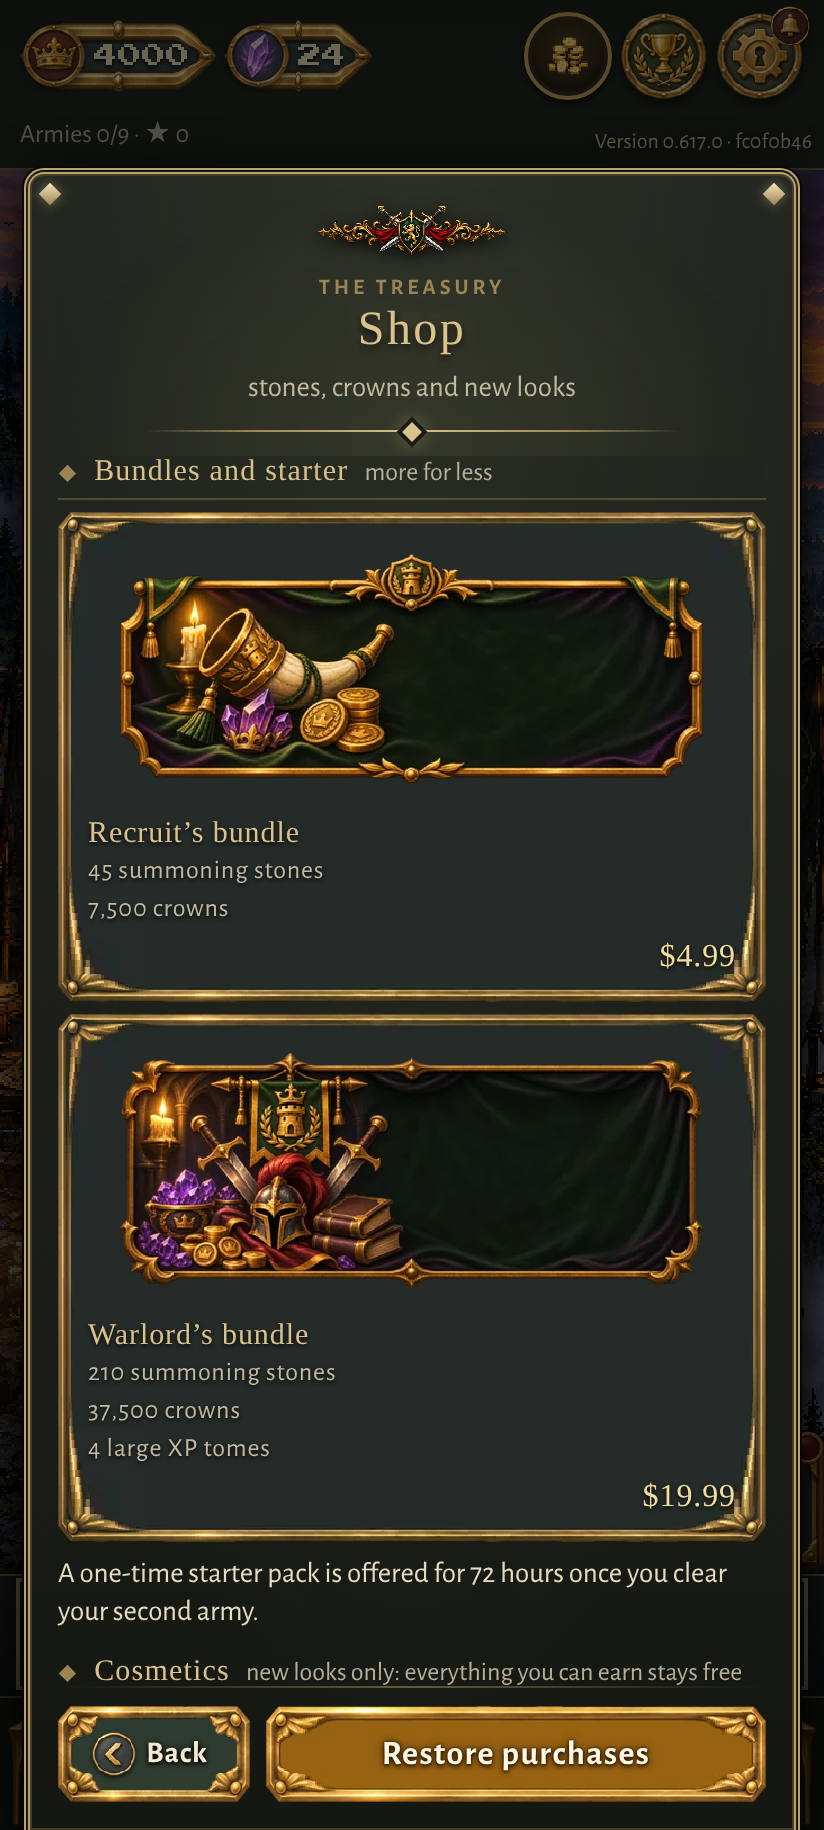 4000
24
Armies 0/9 · ★ 0
Version 0.617.0 · fc0f0b46
THE TREASURY
Shop
stones, crowns and new looks
Bundles and starter more for less
Recruit’s bundle
45 summoning stones
7,500 crowns
$4.99
Warlord’s bundle
210 summoning stones
37,500 crowns
4 large XP tomes
$19.99
A one-time starter pack is offered for 72 hours once you clear
your second army.
Cosmetics new looks only: everything you can earn stays free
Back
Restore purchases